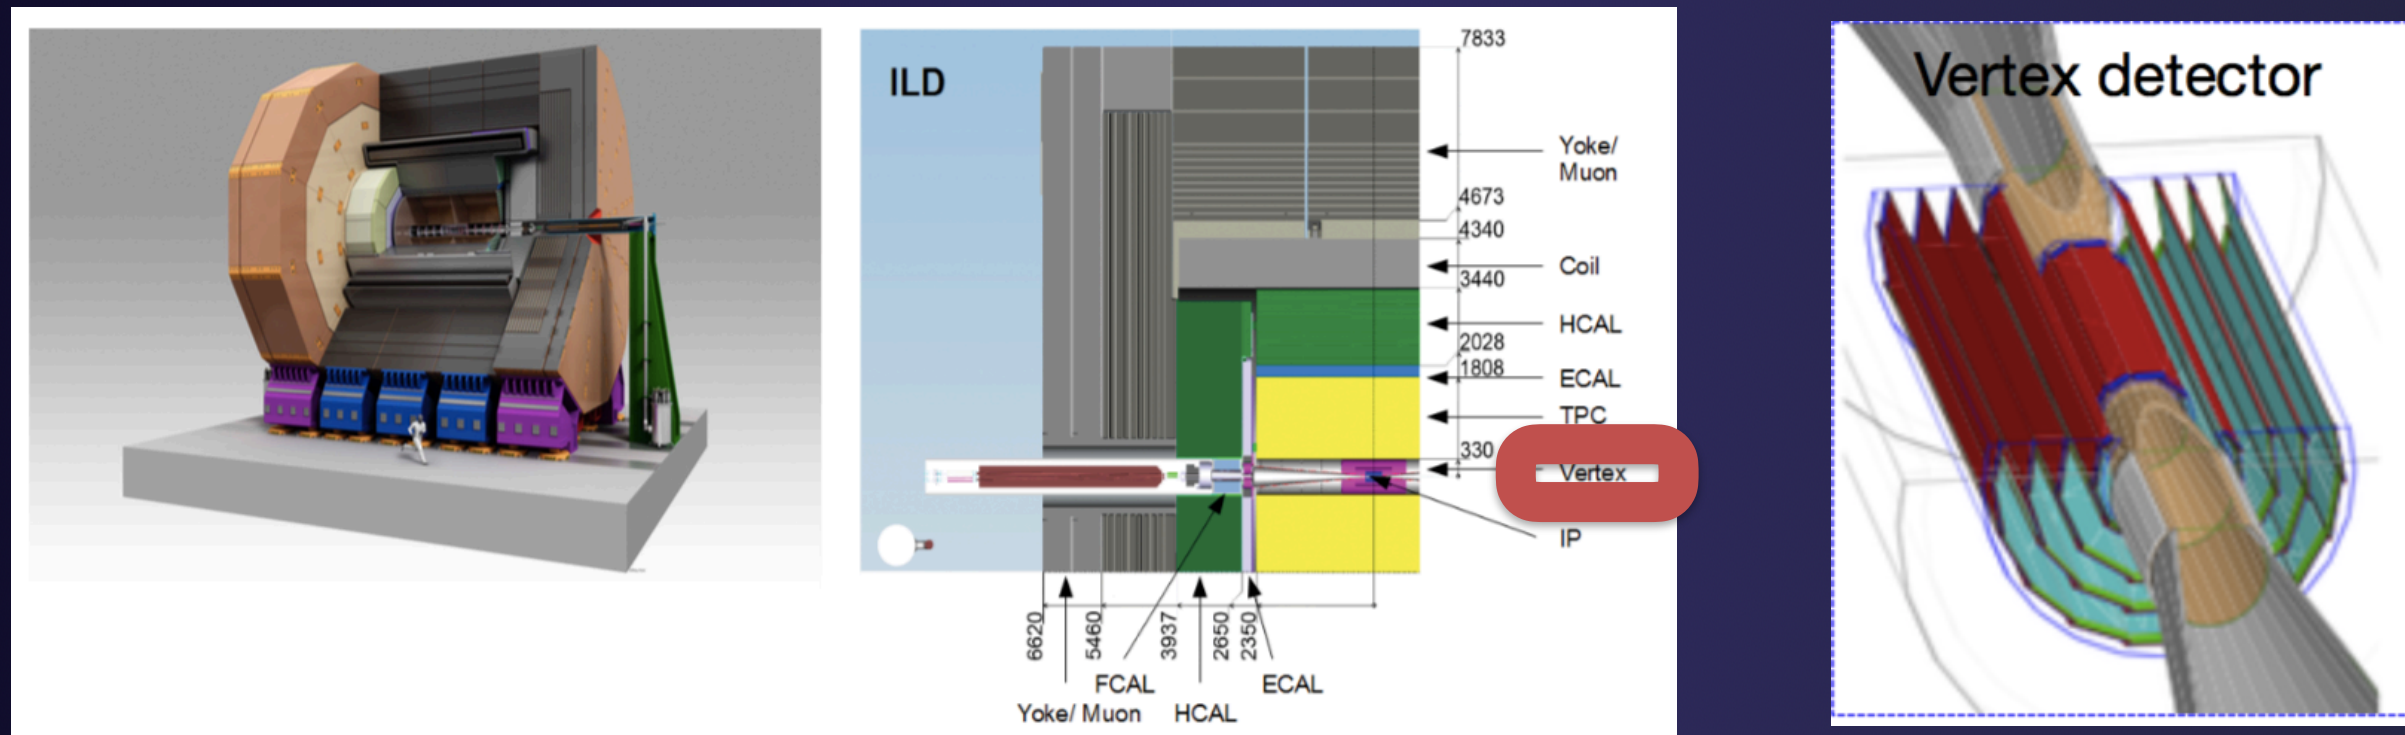 ILD
7833
Yoke/
Muon
4673
4340
Coil
3440
HCAL
2028
1808
ECAL
TPC
330
Vertex
IP
6620
5460
3937
2650
2350
FCAL
ECAL
Yoke/ Muon
HCAL
Vertex detector